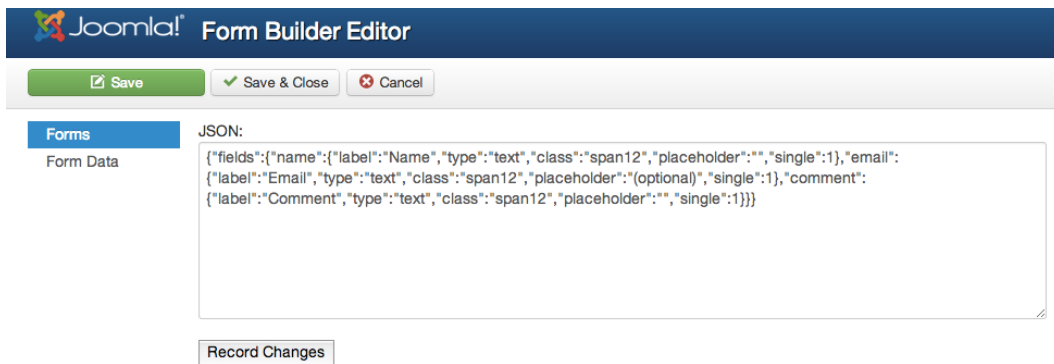 Joomla! Form Builder Editor
Save Save & Close Cancel
Forms
Form Data
JSON:
{"fields":{"name":{"label":"Name","type":"text","class":"span12","placeholder":"","single":1},"email":
{"label":"Email","type":"text","class":"span12","placeholder":"(optional)","single":1},"comment":
{"label":"Comment","type":"text","class":"span12","placeholder":"","single":1}}}
Record Changes